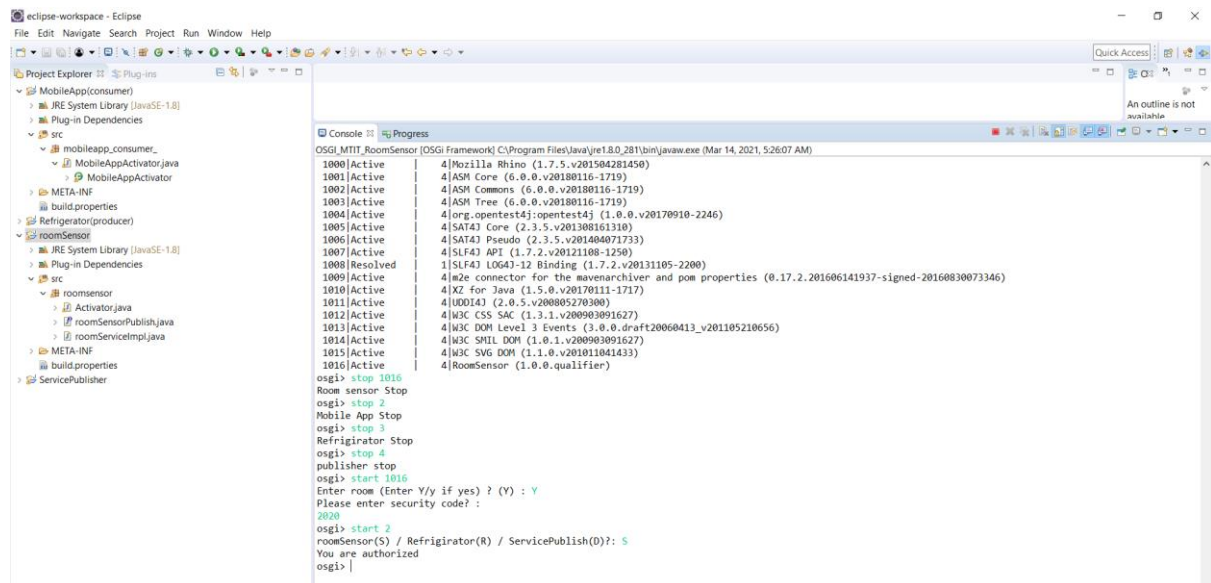 eclipse-workspace - Eclipse
File Edit Navigate Search Project Run Window Help
Quick Access
Project Explorer Plug-ins
MobileApp(consumer)
JRE System Library [JavaSE-1.8]
Plug-in Dependencies
src
mobileapp_consumer_
MobileAppActivator.java
MobileAppActivator
META-INF
build.properties
Refrigerator(producer)
roomSensor
JRE System Library [JavaSE-1.8]
Plug-in Dependencies
src
roomsensor
Activator.java
roomSensorPublish.java
roomServiceImpl.java
META-INF
build.properties
ServicePublisher
An outline is not
available
Console Progress
OSGI_MTIT_RoomSensor [OSGi Framework] C:\Program Files\Java\jre1.8.0_281\bin\javaw.exe (Mar 14, 2021, 5:26:07 AM)
1000|Active | 4|Mozilla Rhino (1.7.5.v201504281450)
1001|Active | 4|ASM Core (6.0.0.v20180116-1719)
1002|Active | 4|ASM Commons (6.0.0.v20180116-1719)
1003|Active | 4|ASM Tree (6.0.0.v20180116-1719)
1004|Active | 4|org.opentest4j:opentest4j (1.0.0.v20170910-2246)
1005|Active | 4|SAT4J Core (2.3.5.v201308161310)
1006|Active | 4|SAT4J Pseudo (2.3.5.v201404071733)
1007|Active | 4|SLF4J API (1.7.2.v20121108-1250)
1008|Resolved | 1|SLF4J LOG4J-12 Binding (1.7.2.v20131105-2200)
1009|Active | 4|m2e connector for the mavenarchiver and pom properties (0.17.2.201606141937-signed-20160830073346)
1010|Active | 4|XZ for Java (1.5.0.v20170111-1717)
1011|Active | 4|UDDI4J (2.0.5.v200805270300)
1012|Active | 4|W3C CSS SAC (1.3.1.v200903091627)
1013|Active | 4|W3C DOM Level 3 Events (3.0.0.draft20060413_v201105210656)
1014|Active | 4|W3C SMIL DOM (1.0.1.v200903091627)
1015|Active | 4|W3C SVG DOM (1.1.0.v201011041433)
1016|Active | 4|RoomSensor (1.0.0.qualifier)
osgi> stop 1016
Room sensor Stop
osgi> stop 2
Mobile App Stop
osgi> stop 3
Refrigirator Stop
osgi> stop 4
publisher stop
osgi> start 1016
Enter room (Enter Y/y if yes) ? (Y) : Y
Please enter security code? :
2020
osgi> start 2
roomSensor(S) / Refrigirator(R) / ServicePublish(D)?: S
You are authorized
osgi>